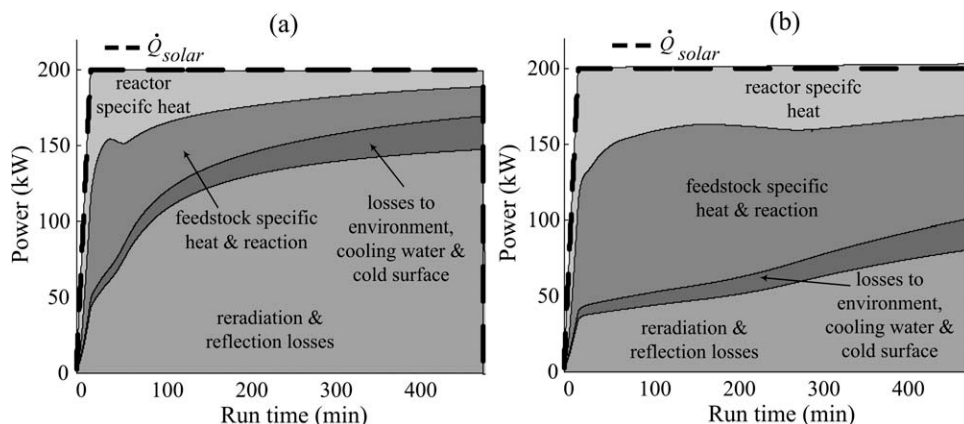 (a)
Q̇solar
200
150
100
50
0
Power (kW)
reactor
specifc heat
feedstock specific
heat & reaction
losses to
environment,
cooling water &
cold surface
reradiation &
reflection losses
0
100
200
300
400
Run time (min)
(b)
Q̇solar
200
150
100
50
0
Power (kW)
reactor specifc
heat
feedstock specific
heat & reaction
losses to
environment,
cooling water &
cold surface
reradiation &
reflection losses
0
100
200
300
400
Run time (min)